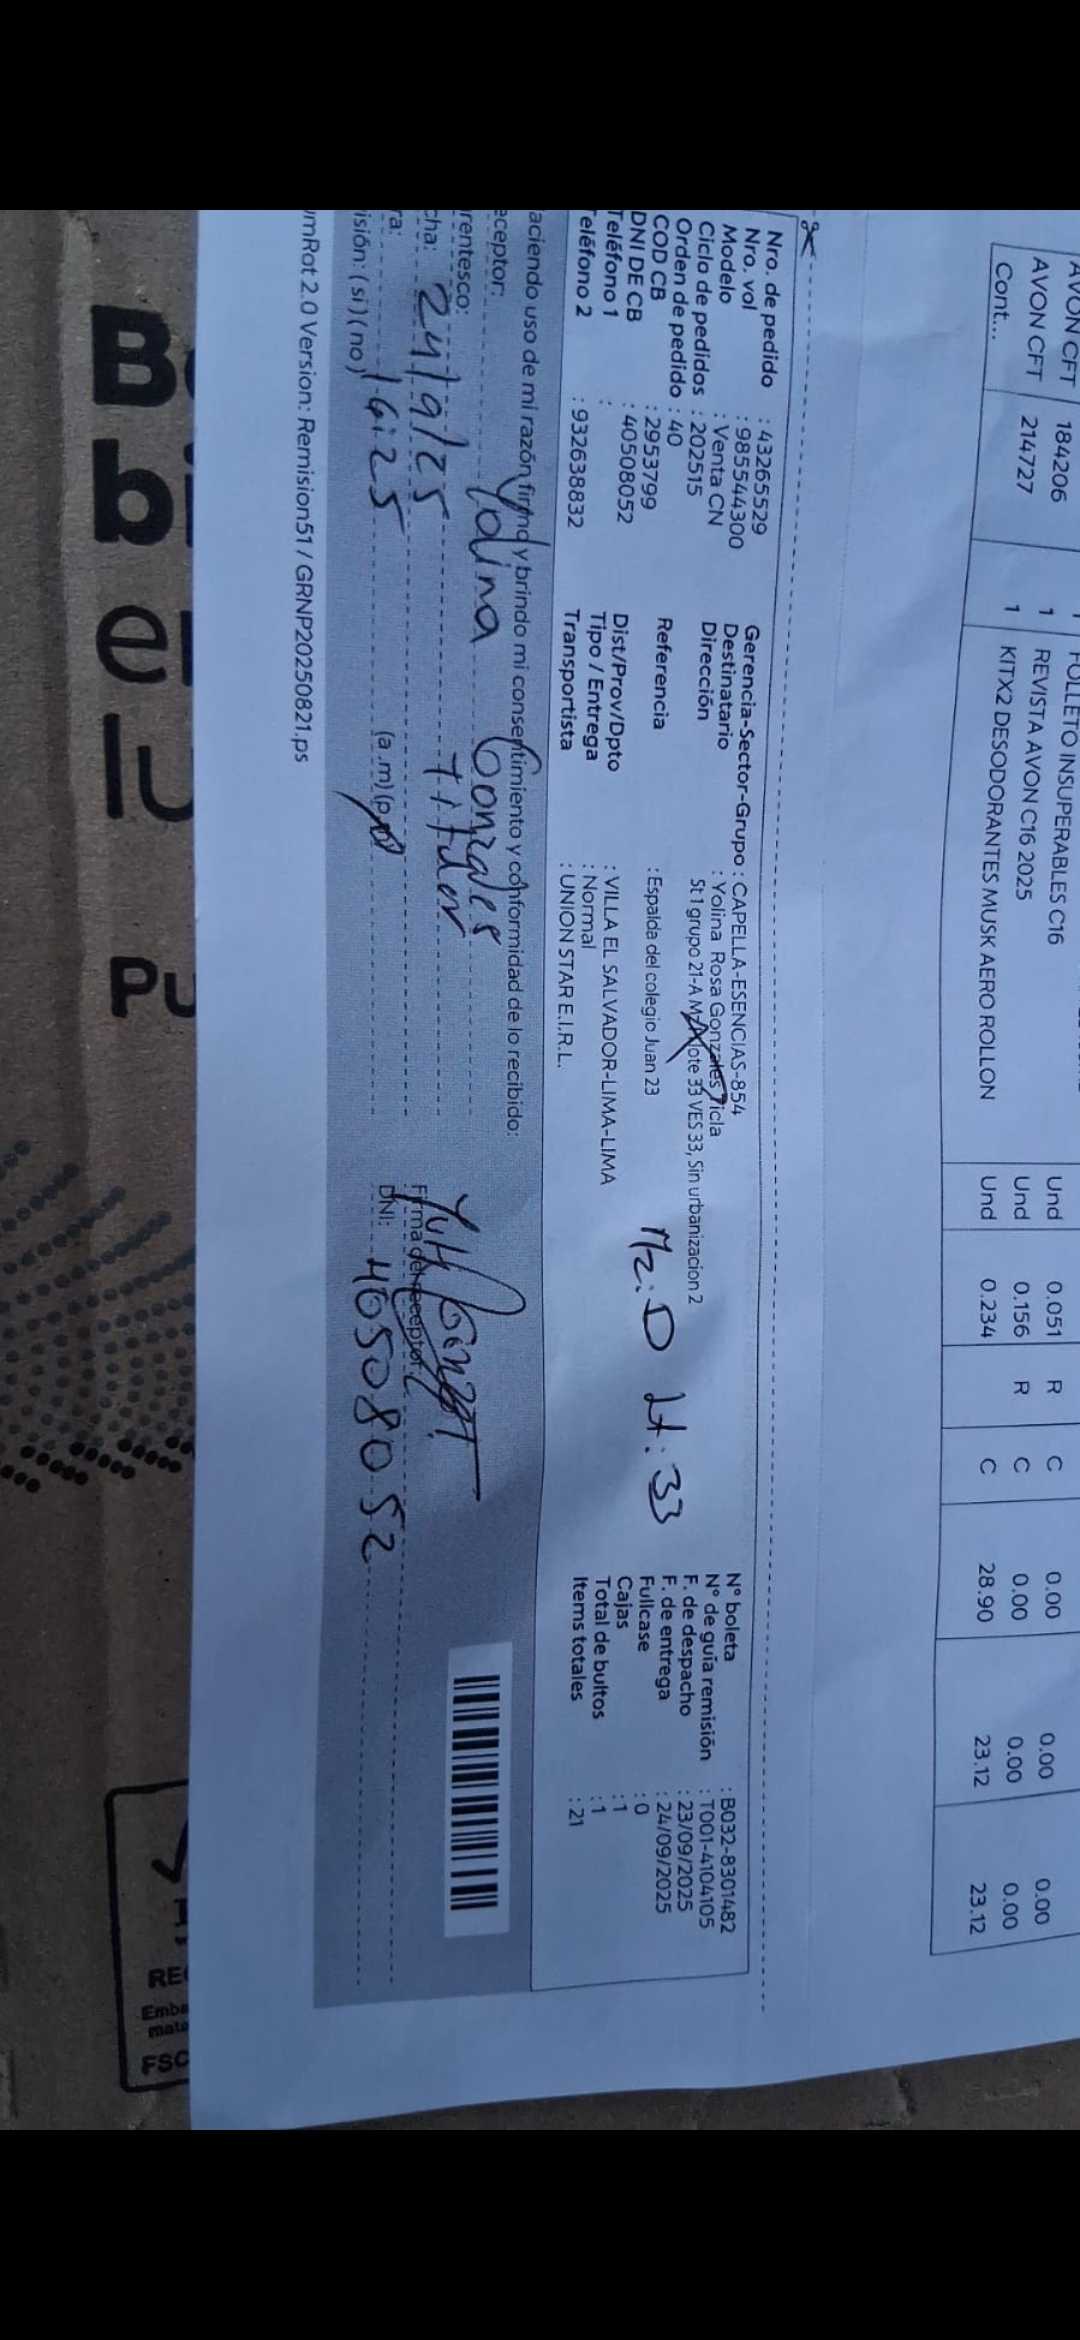 AVON CFT 184206 1 FOLLETO INSUPERABLES C16 Und 0.051 R C 0.00 0.00 0.00
AVON CFT 214727 1 REVISTA AVON C16 2025 Und 0.156 R C 0.00 0.00 0.00
Cont... 1 KITX2 DESODORANTES MUSK AERO ROLLON Und 0.234 C 28.90 23.12 23.12
Nro. de pedido : 43265529
Nro. vol : 985544300
Modelo : Venta CN
Ciclo de pedidos : 202515
Orden de pedido : 40
COD CB : 2953799
DNI DE CB : 40508052
Teléfono 1 :
Teléfono 2 : 932638832
Gerencia-Sector-Grupo : CAPELLA-ESENCIAS-854
Destinatario : Yolina Rosa Gonzales Ticla
Dirección St 1 grupo 21-A Mz lote 33 VES 33, Sin urbanizacion 2
Mz: D Lt: 33
Referencia : Espalda del colegio Juan 23
Dist/Prov/Dpto : VILLA EL SALVADOR-LIMA-LIMA
Tipo / Entrega : Normal
Transportista : UNION STAR E.I.R.L.
N° boleta : B032-8301482
N° de guía remisión : T001-4104105
F. de despacho : 23/09/2025
F. de entrega : 24/09/2025
Fullcase : 0
Cajas : 1
Total de bultos : 1
Items totales : 21
aciendo uso de mi razón firmo y brindo mi consentimiento y conformidad de lo recibido:
eceptor: Yolina Gonzales
rentesco: Titular
cha: 24/9/25
ra: 16:25 (a.m) (p.
isión: (si) (no)
Firma del receptor
DNI: 40508052
umRat 2.0 Version: Remision51 / GRNP20250821.ps
B
b
el
Pu
RE
Emba
mate
FSC